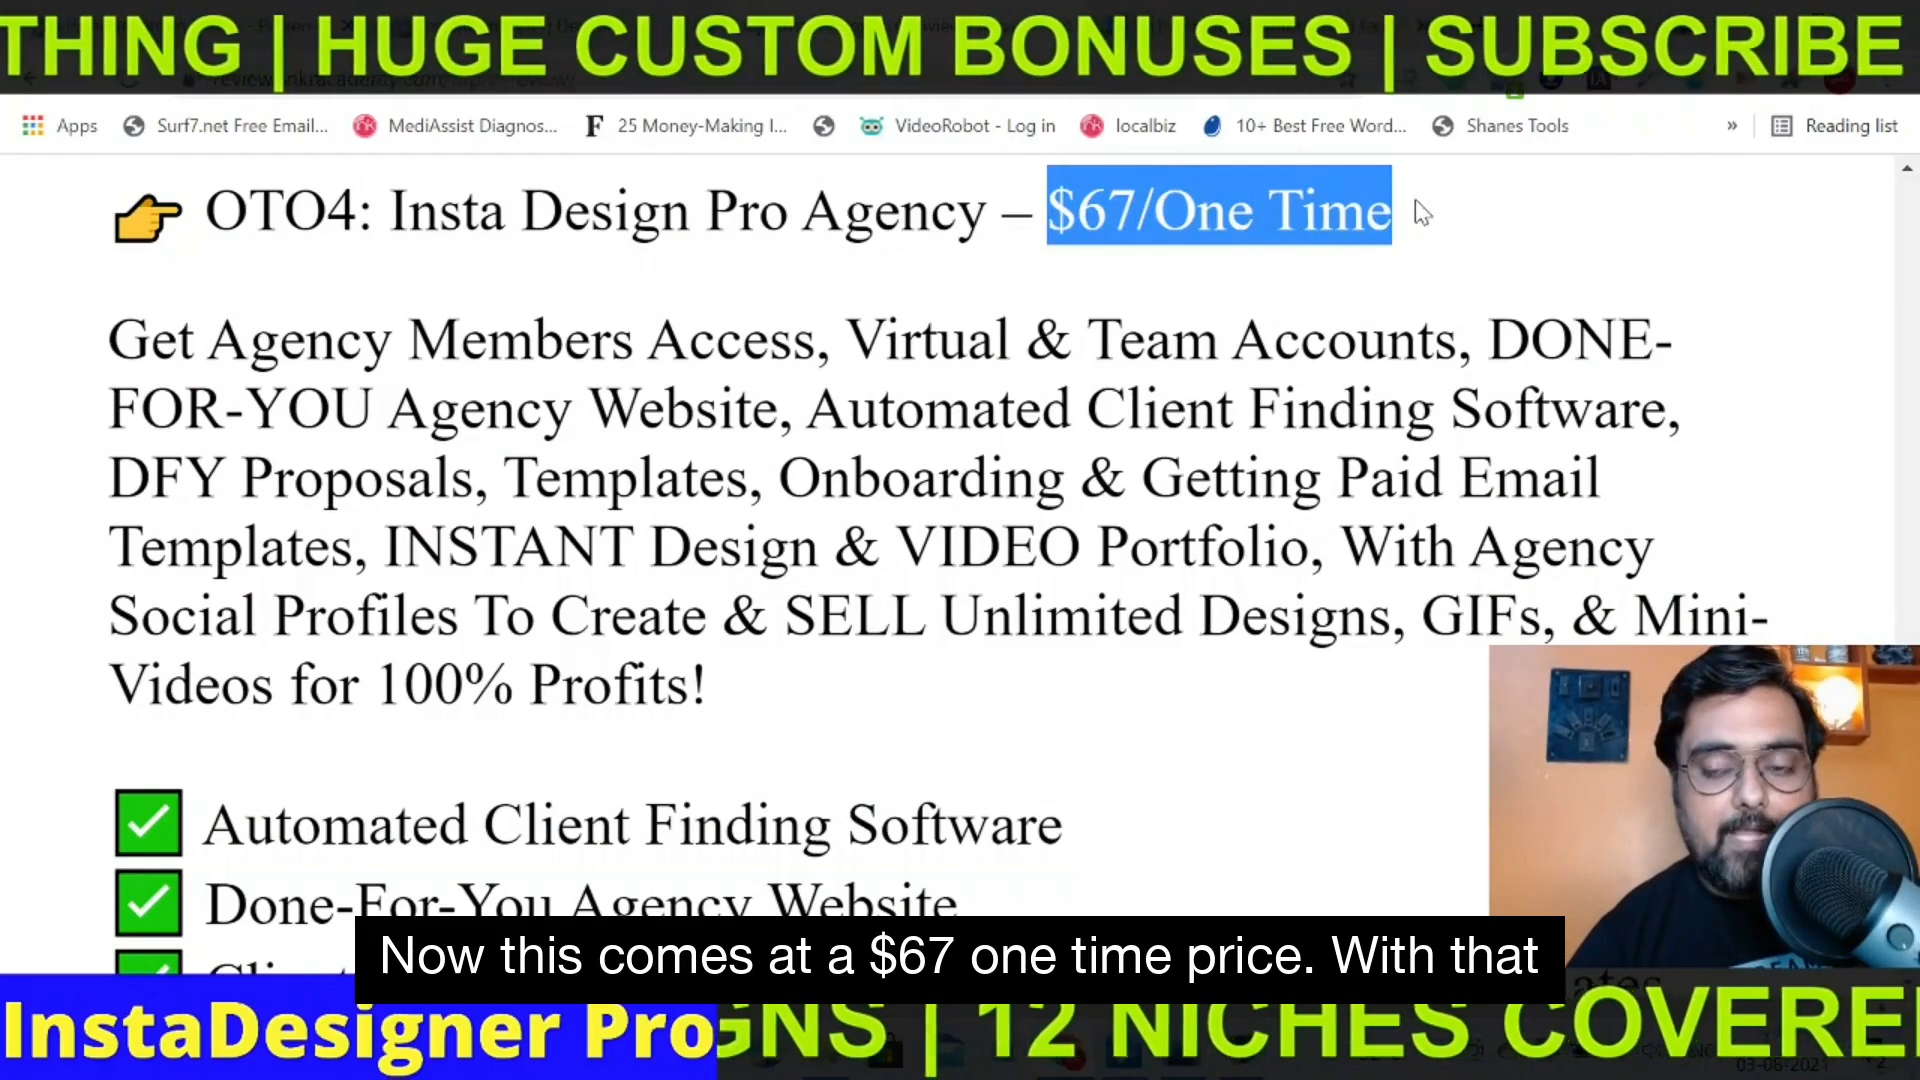 THING | HUGE CUSTOM BONUSES | SUBSCRIBE
Apps Surf7.net Free Email... MediAssist Diagnos... 25 Money-Making I... VideoRobot - Log in localbiz 10+ Best Free Word... Shanes Tools » Reading list
👉 OTO4: Insta Design Pro Agency – $67/One Time
Get Agency Members Access, Virtual & Team Accounts, DONE-
FOR-YOU Agency Website, Automated Client Finding Software,
DFY Proposals, Templates, Onboarding & Getting Paid Email
Templates, INSTANT Design & VIDEO Portfolio, With Agency
Social Profiles To Create & SELL Unlimited Designs, GIFs, & Mini-
Videos for 100% Profits!
✅ Automated Client Finding Software
✅ Done-For-You Agency Website
Now this comes at a $67 one time price. With that
InstaDesigner Pro
GNS | 12 NICHES COVERE
03-08-2021